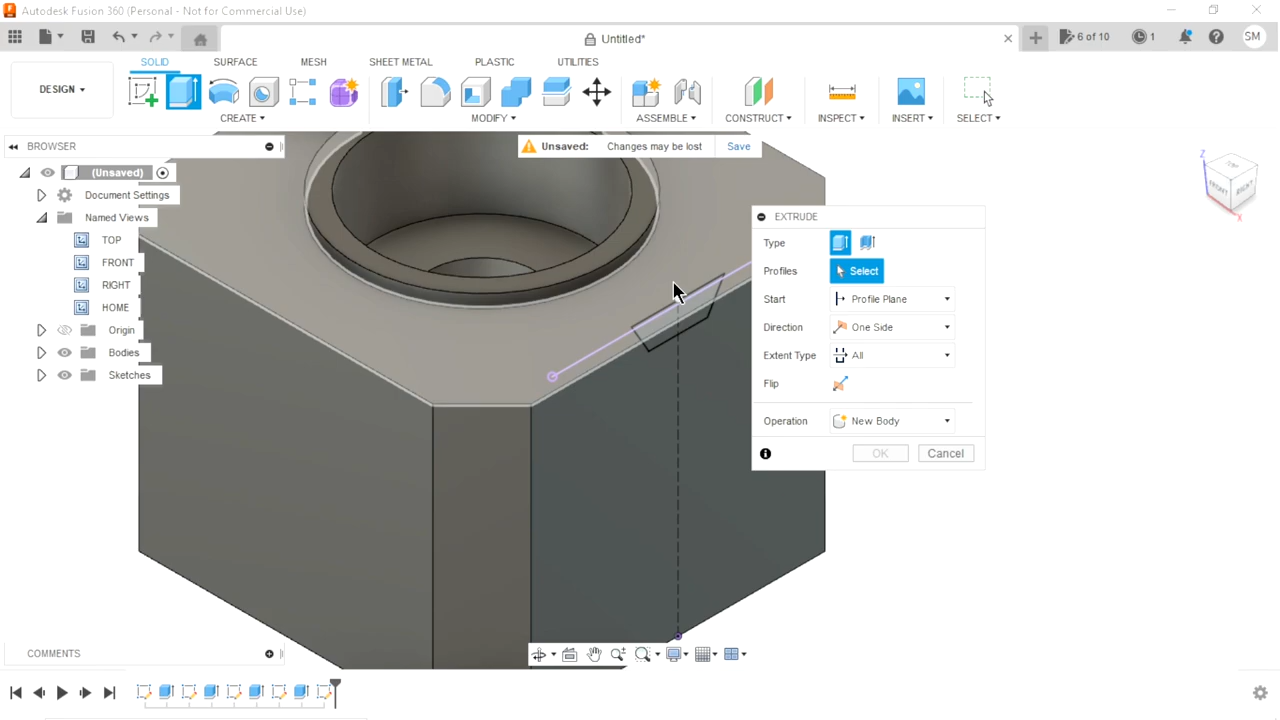 Autodesk Fusion 360 (Personal - Not for Commercial Use)
Untitled*
6 of 10
1
SM
DESIGN
SOLID
SURFACE
MESH
SHEET METAL
PLASTIC
UTILITIES
CREATE
MODIFY
ASSEMBLE
CONSTRUCT
INSPECT
INSERT
SELECT
BROWSER
Unsaved: Changes may be lost Save
(Unsaved)
Document Settings
Named Views
TOP
FRONT
RIGHT
HOME
Origin
Bodies
Sketches
Z
TOP
FRONT
RIGHT
X
EXTRUDE
Type
Profiles Select
Start Profile Plane
Direction One Side
Extent Type All
Flip
Operation New Body
OK Cancel
COMMENTS